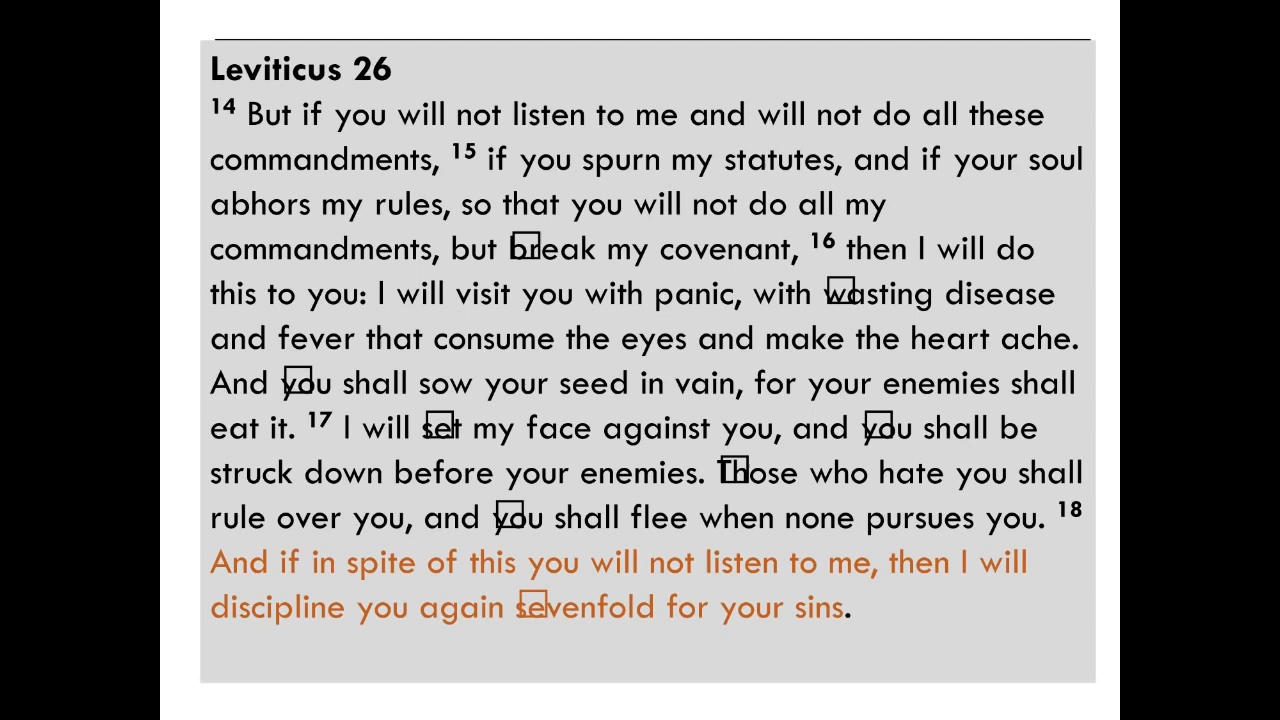 Leviticus 26
14 But if you will not listen to me and will not do all these
commandments, 15 if you spurn my statutes, and if your soul
abhors my rules, so that you will not do all my
commandments, but break my covenant, 16 then I will do
this to you: I will visit you with panic, with wasting disease
and fever that consume the eyes and make the heart ache.
And you shall sow your seed in vain, for your enemies shall
eat it. 17 I will set my face against you, and you shall be
struck down before your enemies. Those who hate you shall
rule over you, and you shall flee when none pursues you. 18
And if in spite of this you will not listen to me, then I will
discipline you again sevenfold for your sins.